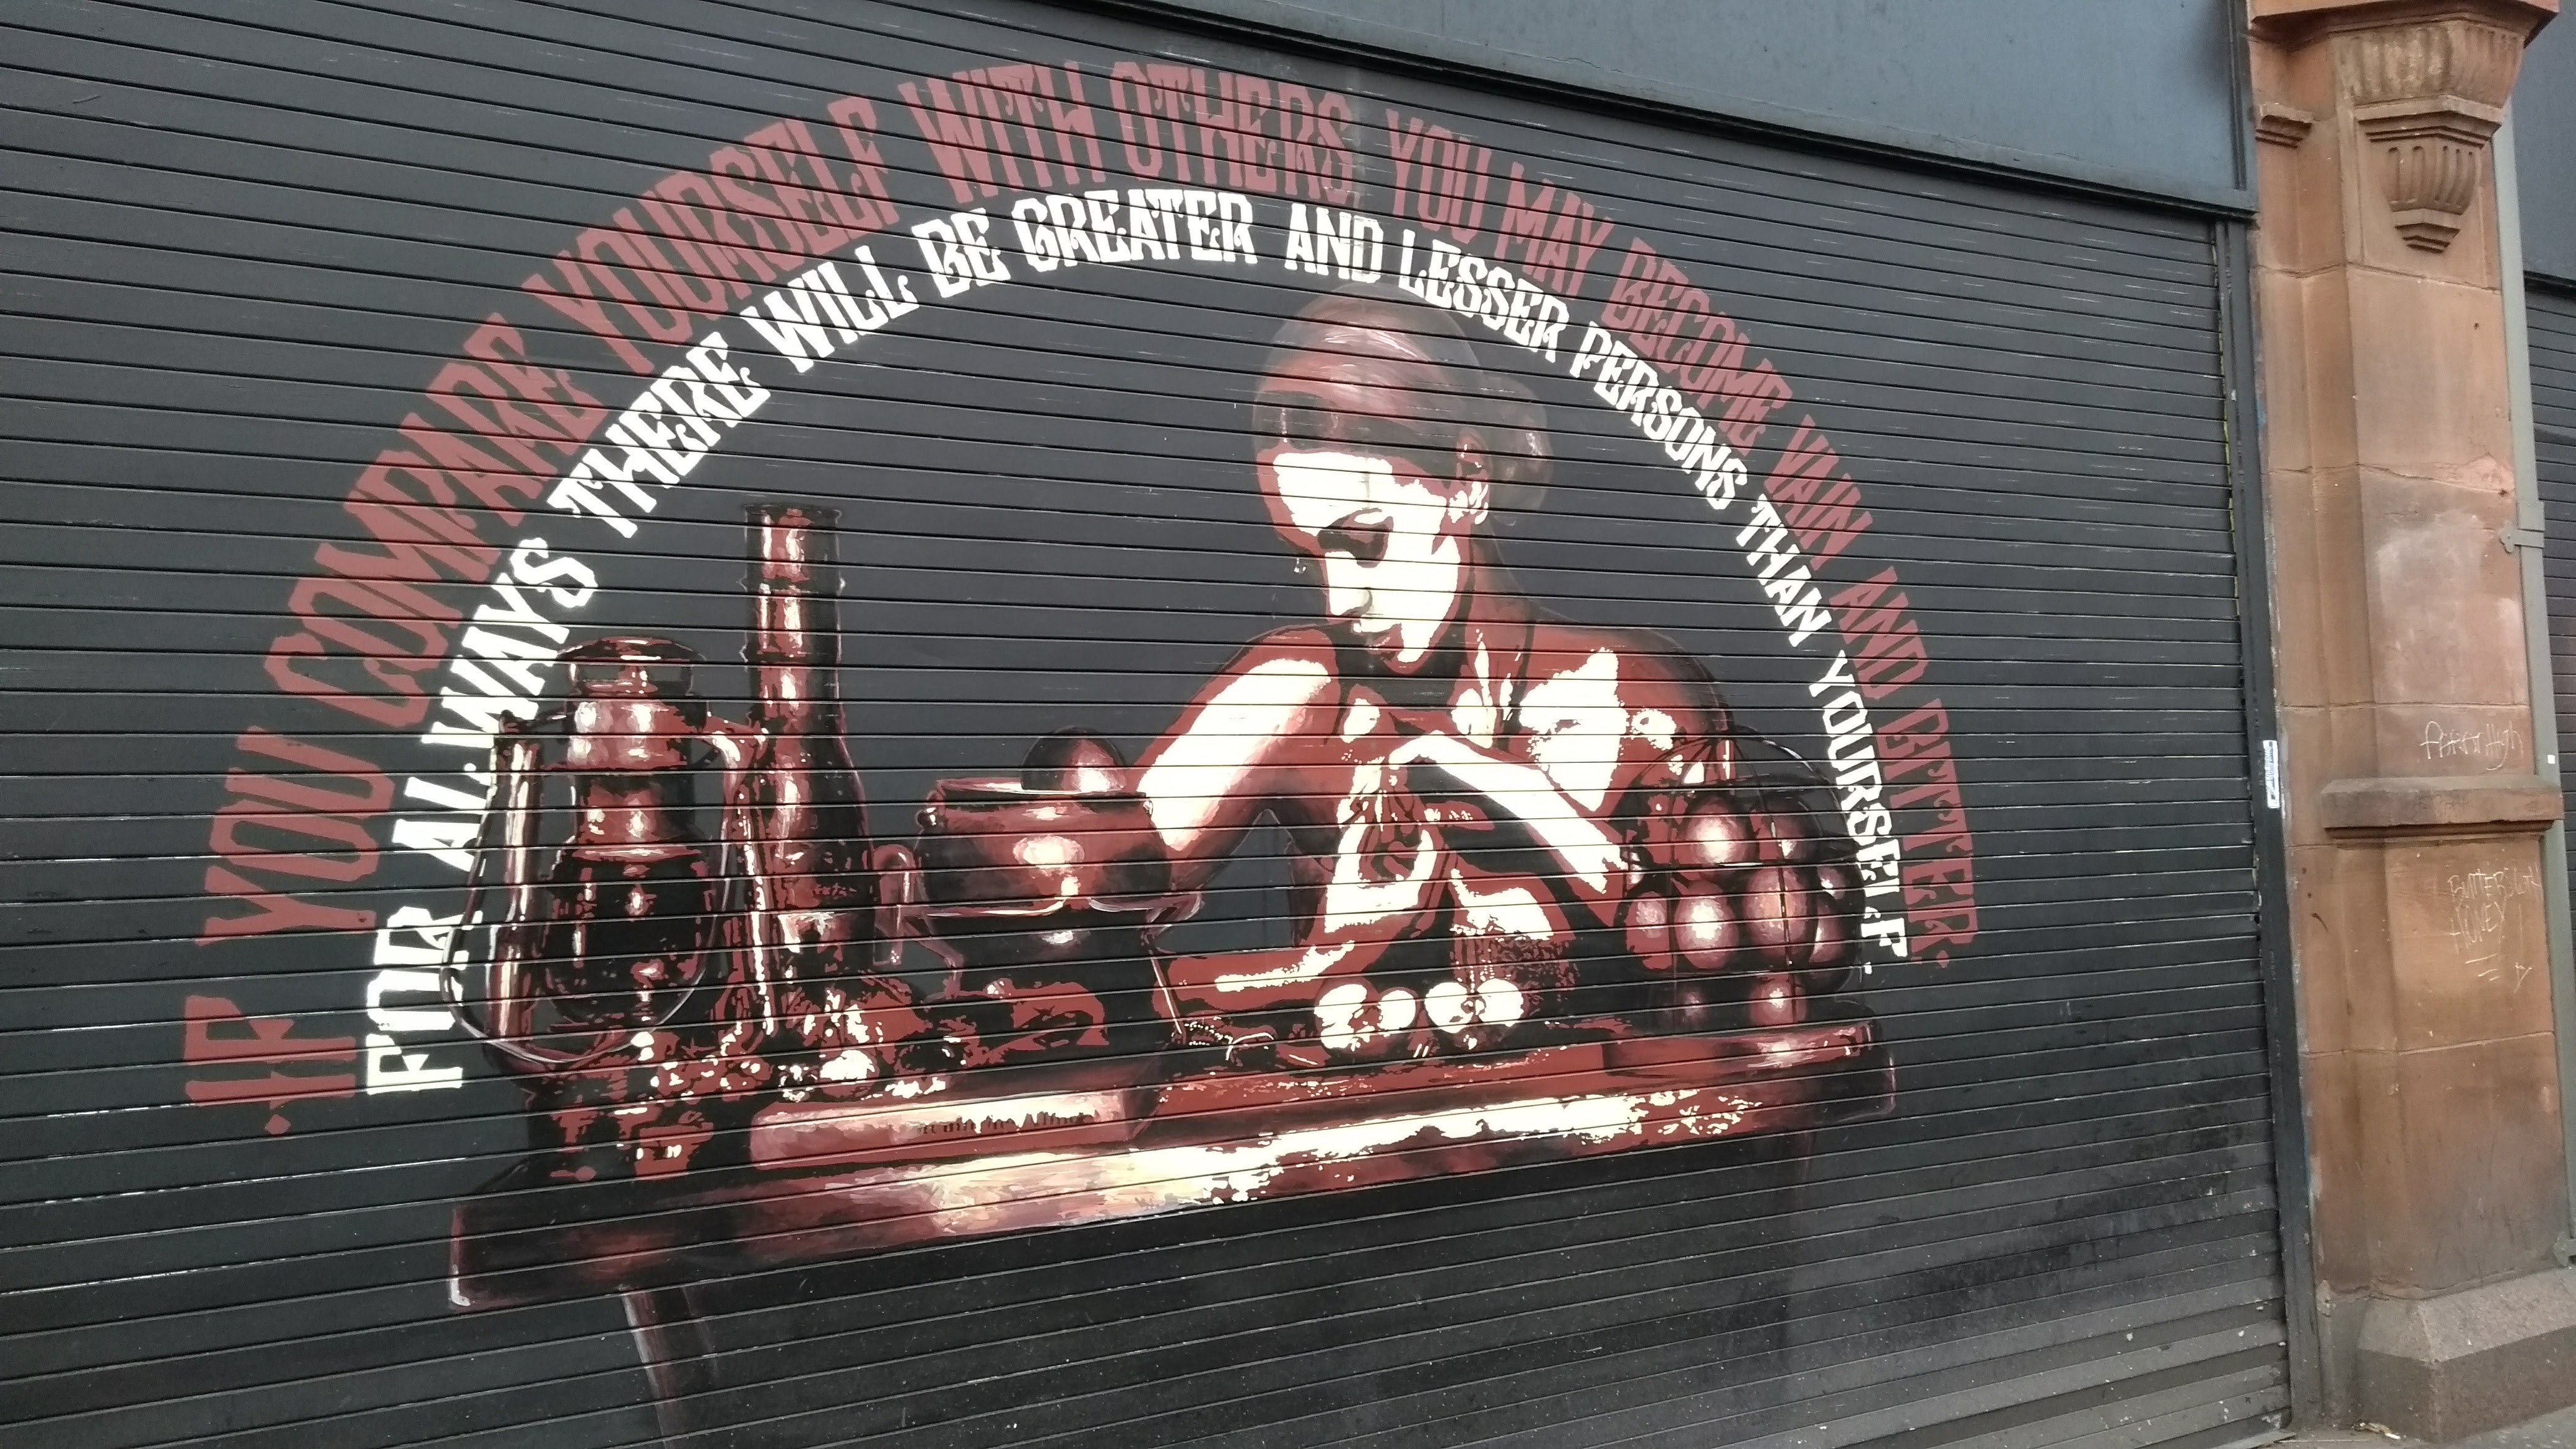 .IF YOU COMPARE YOURSELF WITH OTHERS YOU MAY BECOME VAIN AND BITTER.
FOR ALWAYS THERE WILL BE GREATER AND LESSER PERSONS THAN YOURSELF.
HONEY